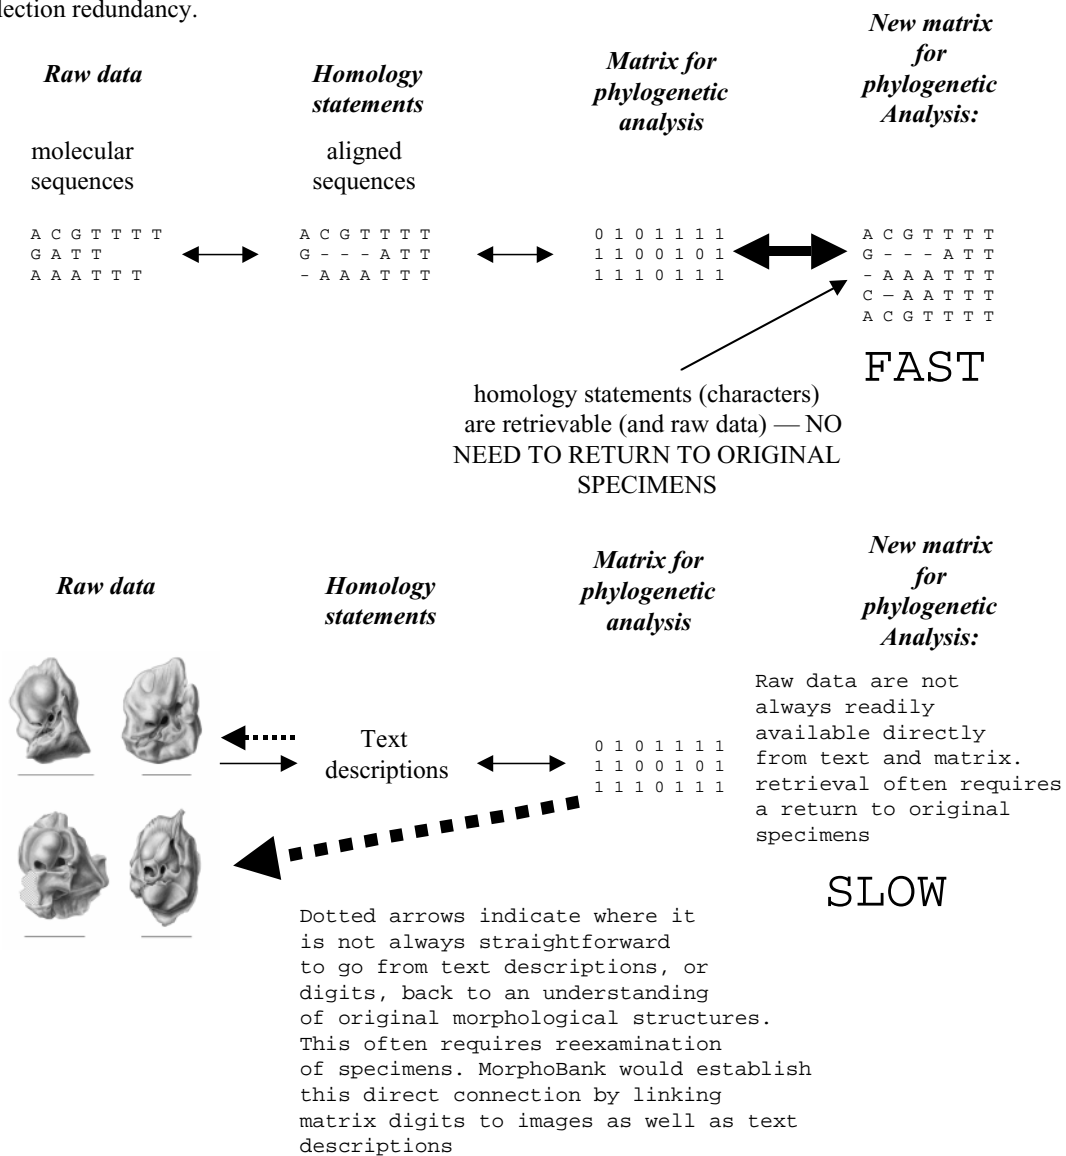 lection redundancy.
Raw data
Homology
statements
Matrix for
phylogenetic
analysis
New matrix
for
phylogenetic
Analysis:
molecular
sequences
aligned
sequences
A C G T T T T
G A T T
A A A T T T
A C G T T T T
G - - - A T T
- A A A T T T
0 1 0 1 1 1 1
1 1 0 0 1 0 1
1 1 1 0 1 1 1
A C G T T T T
G - - - A T T
- A A A T T T
C – A A T T T
A C G T T T T
FAST
homology statements (characters)
are retrievable (and raw data) — NO
NEED TO RETURN TO ORIGINAL
SPECIMENS
Raw data
Homology
statements
Matrix for
phylogenetic
analysis
New matrix
for
phylogenetic
Analysis:
Text
descriptions
0 1 0 1 1 1 1
1 1 0 0 1 0 1
1 1 1 0 1 1 1
Raw data are not
always readily
available directly
from text and matrix.
retrieval often requires
a return to original
specimens
SLOW
Dotted arrows indicate where it
is not always straightforward
to go from text descriptions, or
digits, back to an understanding
of original morphological structures.
This often requires reexamination
of specimens. MorphoBank would establish
this direct connection by linking
matrix digits to images as well as text
descriptions